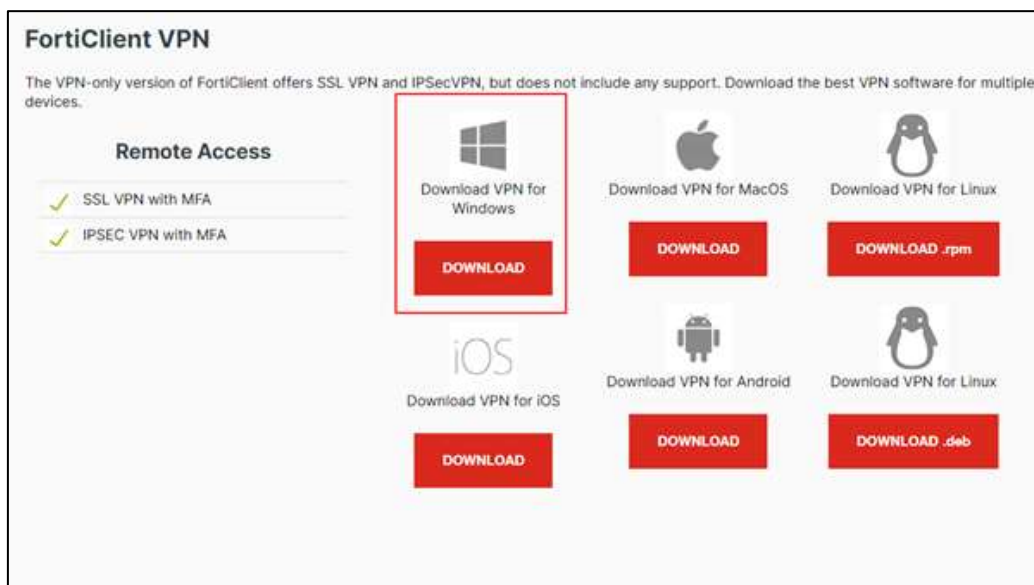 FortiClient VPN
The VPN-only version of FortiClient offers SSL VPN and IPSecVPN, but does not include any support. Download the best VPN software for multiple
devices.
Remote Access
SSL VPN with MFA
IPSEC VPN with MFA
Download VPN for
Windows
DOWNLOAD
Download VPN for MacOS
DOWNLOAD
Download VPN for Linux
DOWNLOAD .rpm
iOS
Download VPN for iOS
DOWNLOAD
Download VPN for Android
DOWNLOAD
Download VPN for Linux
DOWNLOAD .deb